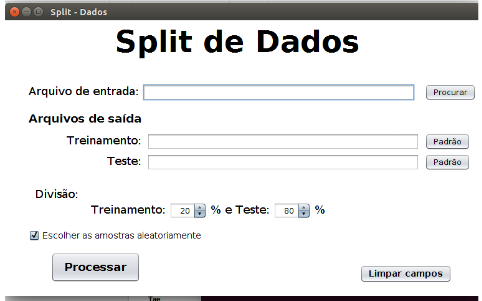 Split - Dados
Split de Dados
Arquivo de entrada: Procurar
Arquivos de saída
Treinamento: Padrão
Teste: Padrão
Divisão:
Treinamento: 20 % e Teste: 80 %
Escolher as amostras aleatoriamente
Processar
Limpar campos